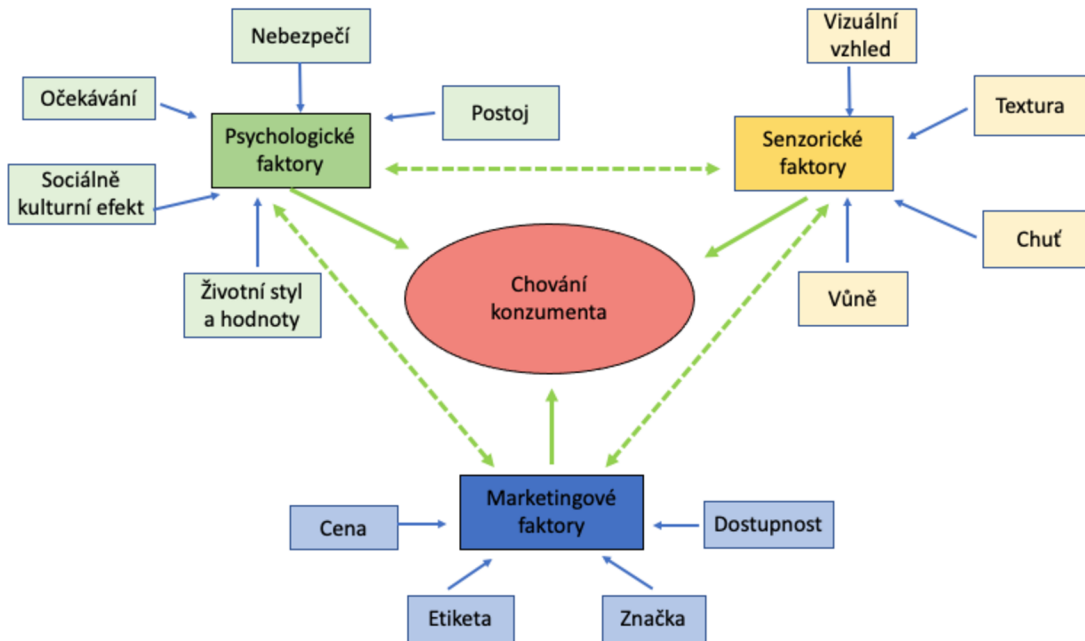 Nebezpečí
Vizuální
vzhled
Očekávání
Postoj
Textura
Psychologické
faktory
Senzorické
faktory
Sociálně
kulturní efekt
Chuť
Životní styl
a hodnoty
Chování
konzumenta
Vůně
Marketingové
faktory
Cena
Dostupnost
Etiketa
Značka